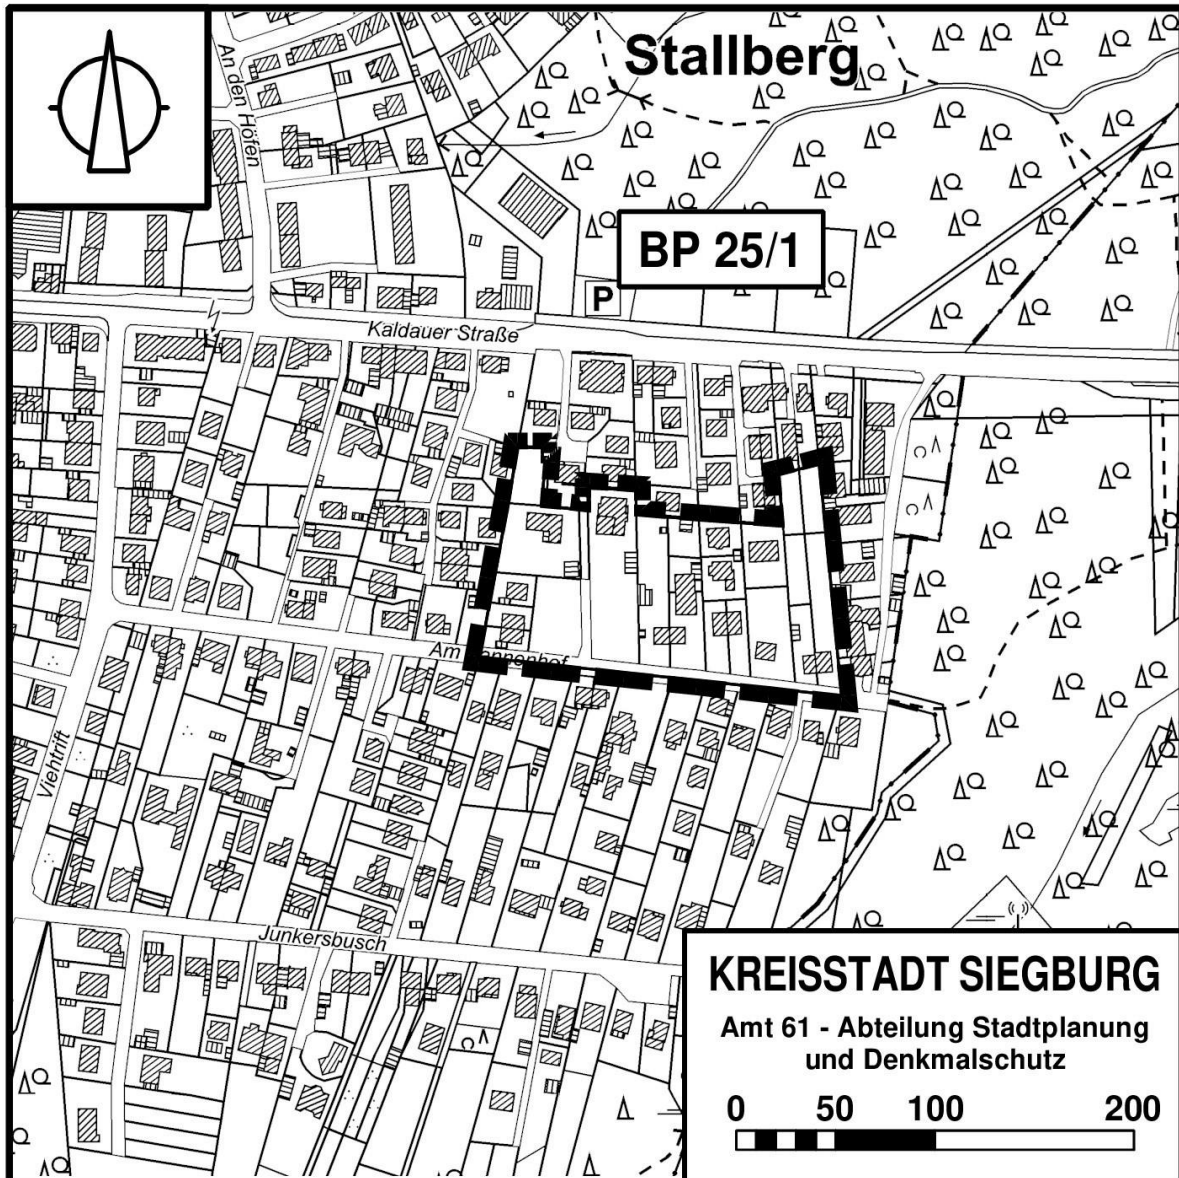 Stallberg
An den Höfen
BP 25/1
P
Kaldauer Straße
Am
Viehtrift
Junkersbusch
KREISSTADT SIEGBURG
Amt 61 - Abteilung Stadtplanung
und Denkmalschutz
0 50 100 200